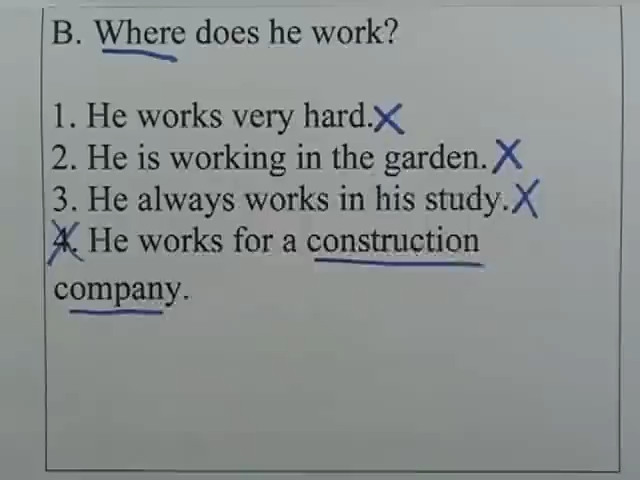 B. Where does he work?
1. He works very hard.
2. He is working in the garden.
3. He always works in his study.
4. He works for a construction
company.